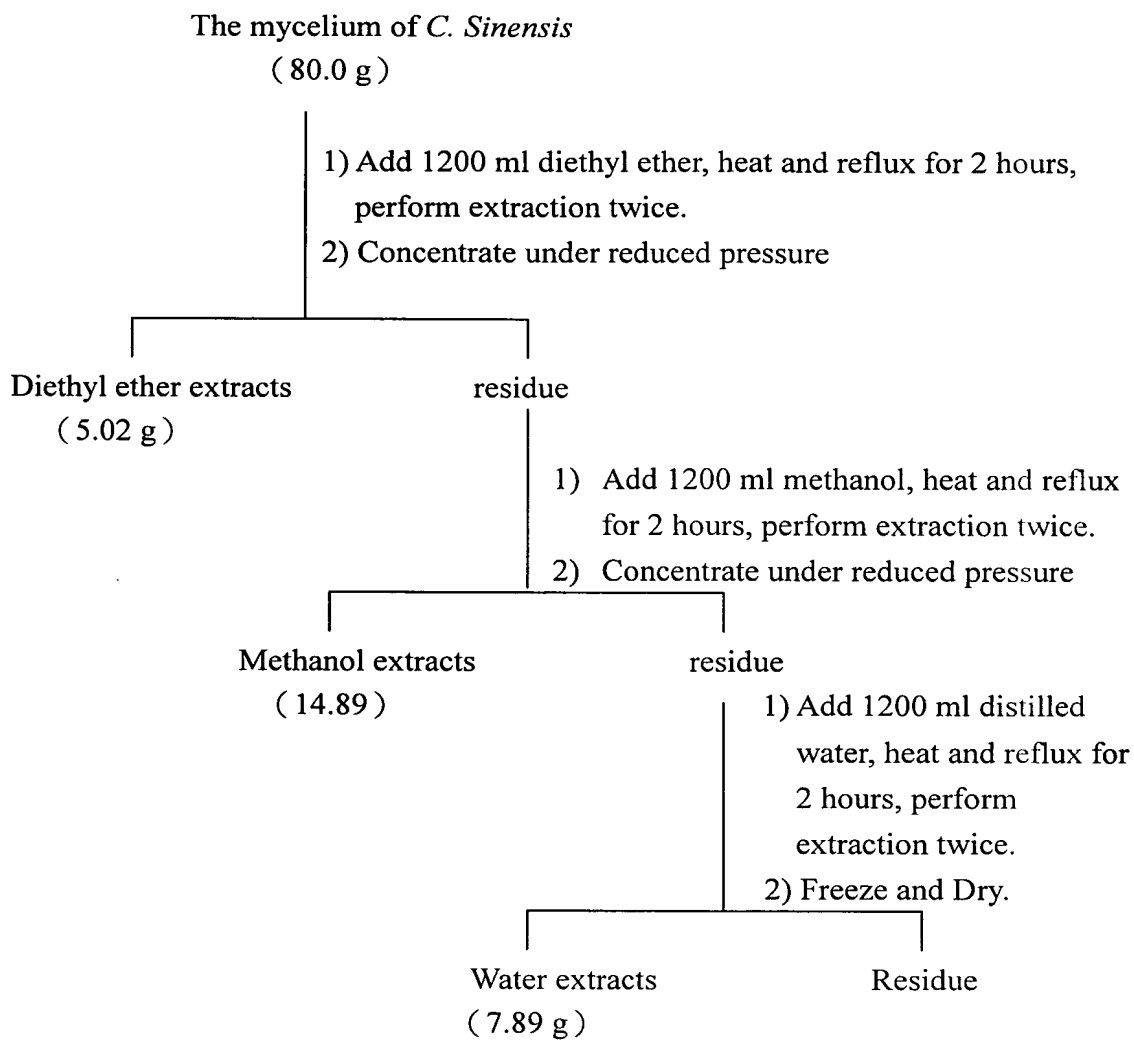 The mycelium of C. Sinensis
( 80.0 g )
1) Add 1200 ml diethyl ether, heat and reflux for 2 hours,
perform extraction twice.
2) Concentrate under reduced pressure
Diethyl ether extracts
( 5.02 g )
residue
1) Add 1200 ml methanol, heat and reflux
for 2 hours, perform extraction twice.
2) Concentrate under reduced pressure
Methanol extracts
( 14.89 )
residue
1) Add 1200 ml distilled
water, heat and reflux for
2 hours, perform
extraction twice.
2) Freeze and Dry.
Water extracts
( 7.89 g )
Residue